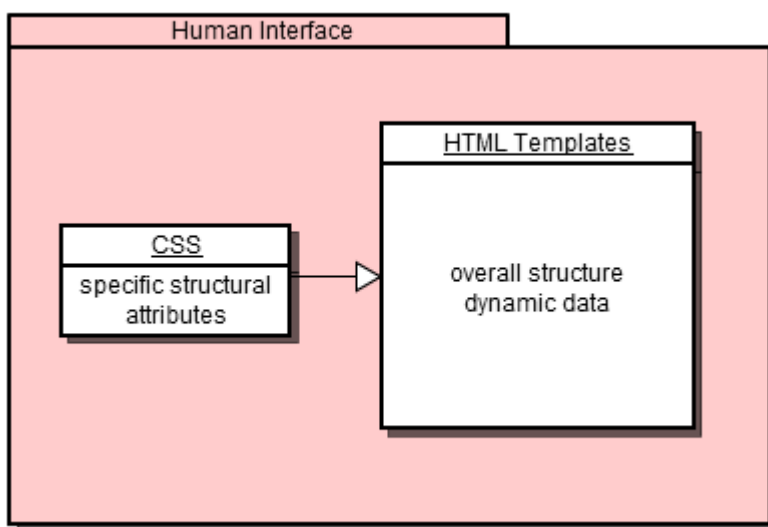 Human Interface
HTML Templates
CSS
specific structural
attributes
overall structure
dynamic data